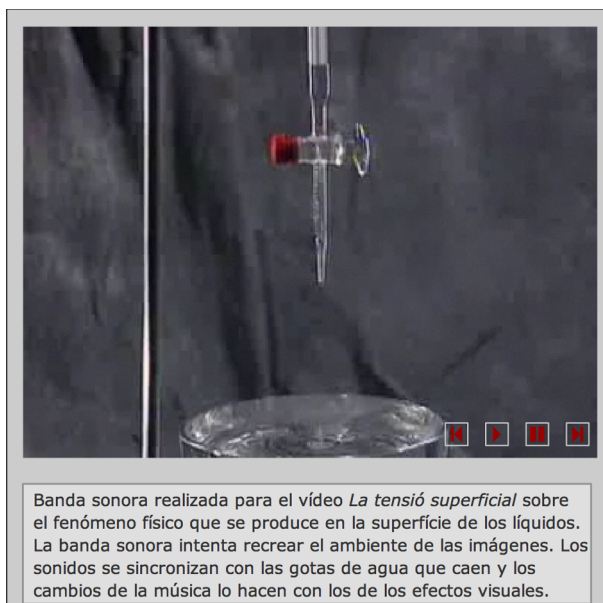 Banda sonora realizada para el vídeo La tensió superficial sobre
el fenómeno físico que se produce en la superfície de los líquidos.
La banda sonora intenta recrear el ambiente de las imágenes. Los
sonidos se sincronizan con las gotas de agua que caen y los
cambios de la música lo hacen con los de los efectos visuales.